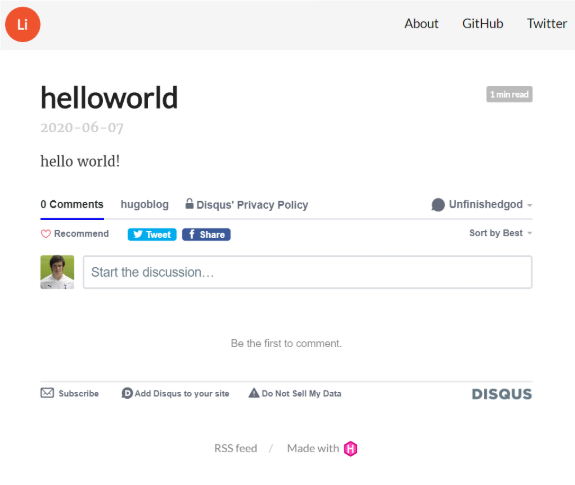 Li
About GitHub Twitter
helloworld
1 min read
2020-06-07
hello world!
0 Comments hugoblog Disqus' Privacy Policy Unfinishedgod
Recommend Tweet Share Sort by Best
Start the discussion…
Be the first to comment.
Subscribe Add Disqus to your site Do Not Sell My Data DISQUS
RSS feed / Made with H